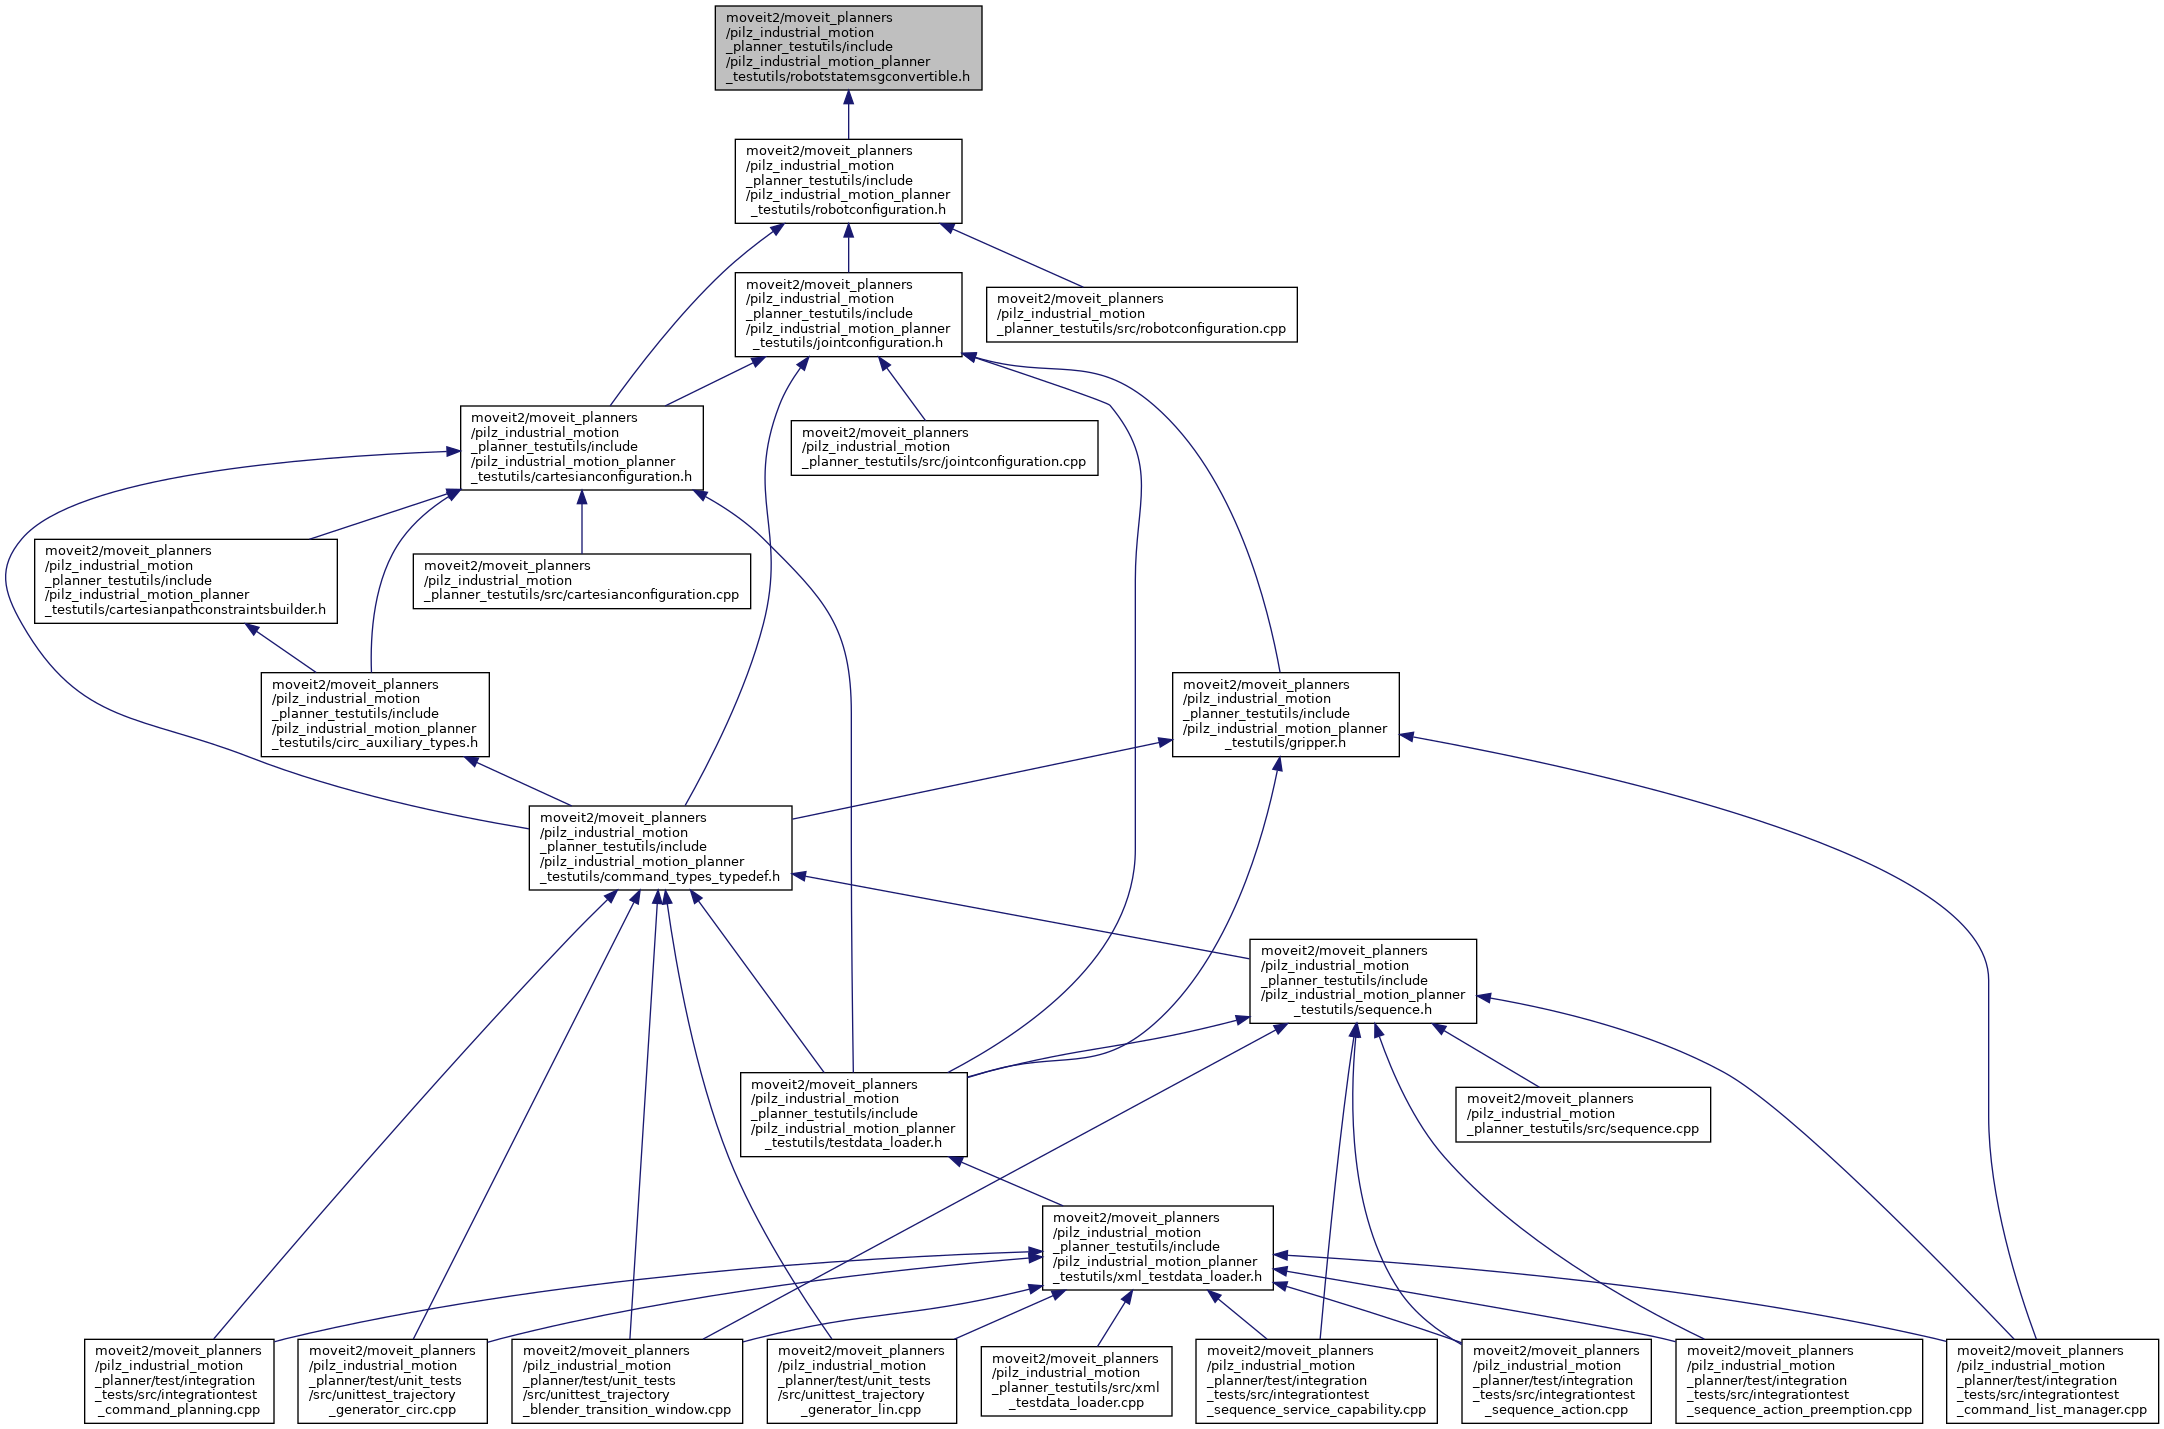 moveit2/moveit_planners
/pilz_industrial_motion
_planner_testutils/include
/pilz_industrial_motion_planner
_testutils/robotstatemsgconvertible.h
moveit2/moveit_planners
/pilz_industrial_motion
_planner_testutils/include
/pilz_industrial_motion_planner
_testutils/robotconfiguration.h
moveit2/moveit_planners
/pilz_industrial_motion
_planner_testutils/include
/pilz_industrial_motion_planner
_testutils/jointconfiguration.h
moveit2/moveit_planners
/pilz_industrial_motion
_planner_testutils/src/robotconfiguration.cpp
moveit2/moveit_planners
/pilz_industrial_motion
_planner_testutils/include
/pilz_industrial_motion_planner
_testutils/cartesianconfiguration.h
moveit2/moveit_planners
/pilz_industrial_motion
_planner_testutils/src/jointconfiguration.cpp
moveit2/moveit_planners
/pilz_industrial_motion
_planner_testutils/include
/pilz_industrial_motion_planner
_testutils/cartesianpathconstraintsbuilder.h
moveit2/moveit_planners
/pilz_industrial_motion
_planner_testutils/src/cartesianconfiguration.cpp
moveit2/moveit_planners
/pilz_industrial_motion
_planner_testutils/include
/pilz_industrial_motion_planner
_testutils/circ_auxiliary_types.h
moveit2/moveit_planners
/pilz_industrial_motion
_planner_testutils/include
/pilz_industrial_motion_planner
_testutils/gripper.h
moveit2/moveit_planners
/pilz_industrial_motion
_planner_testutils/include
/pilz_industrial_motion_planner
_testutils/command_types_typedef.h
moveit2/moveit_planners
/pilz_industrial_motion
_planner_testutils/include
/pilz_industrial_motion_planner
_testutils/sequence.h
moveit2/moveit_planners
/pilz_industrial_motion
_planner_testutils/include
/pilz_industrial_motion_planner
_testutils/testdata_loader.h
moveit2/moveit_planners
/pilz_industrial_motion
_planner_testutils/src/sequence.cpp
moveit2/moveit_planners
/pilz_industrial_motion
_planner_testutils/include
/pilz_industrial_motion_planner
_testutils/xml_testdata_loader.h
moveit2/moveit_planners
/pilz_industrial_motion
_planner/test/integration
_tests/src/integrationtest
_command_planning.cpp
moveit2/moveit_planners
/pilz_industrial_motion
_planner/test/unit_tests
/src/unittest_trajectory
_generator_circ.cpp
moveit2/moveit_planners
/pilz_industrial_motion
_planner/test/unit_tests
/src/unittest_trajectory
_blender_transition_window.cpp
moveit2/moveit_planners
/pilz_industrial_motion
_planner/test/unit_tests
/src/unittest_trajectory
_generator_lin.cpp
moveit2/moveit_planners
/pilz_industrial_motion
_planner_testutils/src/xml
_testdata_loader.cpp
moveit2/moveit_planners
/pilz_industrial_motion
_planner/test/integration
_tests/src/integrationtest
_sequence_service_capability.cpp
moveit2/moveit_planners
/pilz_industrial_motion
_planner/test/integration
_tests/src/integrationtest
_sequence_action.cpp
moveit2/moveit_planners
/pilz_industrial_motion
_planner/test/integration
_tests/src/integrationtest
_sequence_action_preemption.cpp
moveit2/moveit_planners
/pilz_industrial_motion
_planner/test/integration
_tests/src/integrationtest
_command_list_manager.cpp